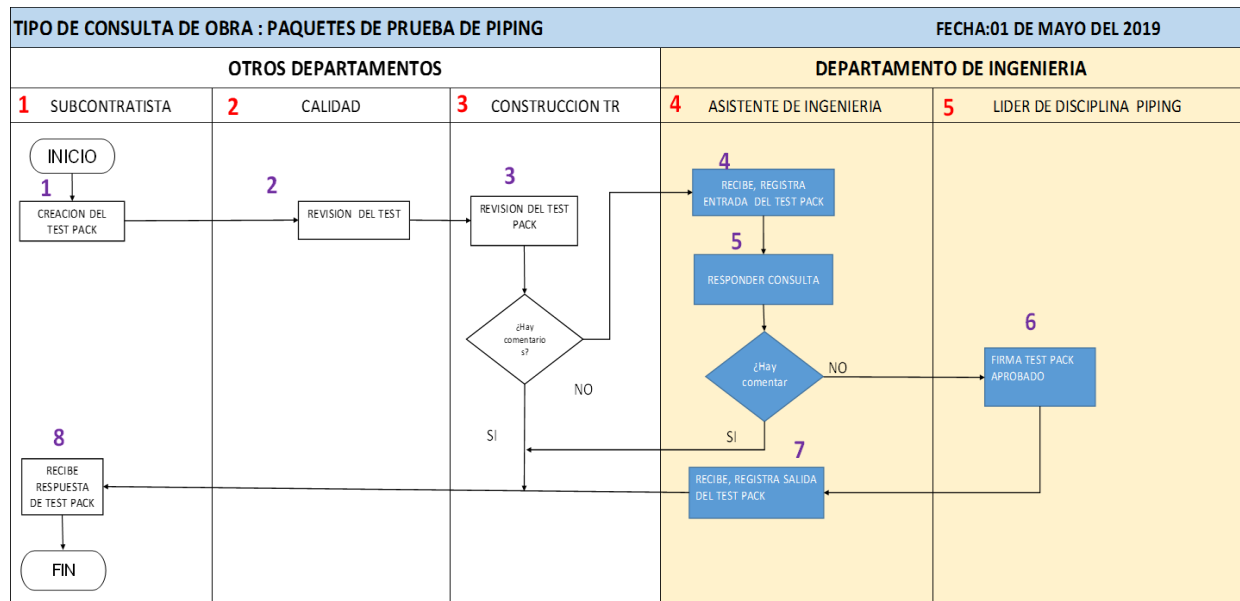 TIPO DE CONSULTA DE OBRA : PAQUETES DE PRUEBA DE PIPING
FECHA:01 DE MAYO DEL 2019
OTROS DEPARTAMENTOS
DEPARTAMENTO DE INGENIERIA
1 SUBCONTRATISTA
2 CALIDAD
3 CONSTRUCCION TR
4 ASISTENTE DE INGENIERIA
5 LIDER DE DISCIPLINA PIPING
INICIO
1
CREACION DEL
TEST PACK
2
REVISION DEL TEST
3
REVISION DEL TEST
PACK
4
RECIBE, REGISTRA
ENTRADA DEL TEST PACK
5
RESPONDER CONSULTA
¿Hay
comentario
s?
NO
SI
¿Hay
comentar
NO
SI
6
FIRMA TEST PACK
APROBADO
7
RECIBE, REGISTRA SALIDA
DEL TEST PACK
8
RECIBE
RESPUESTA
DE TEST PACK
FIN